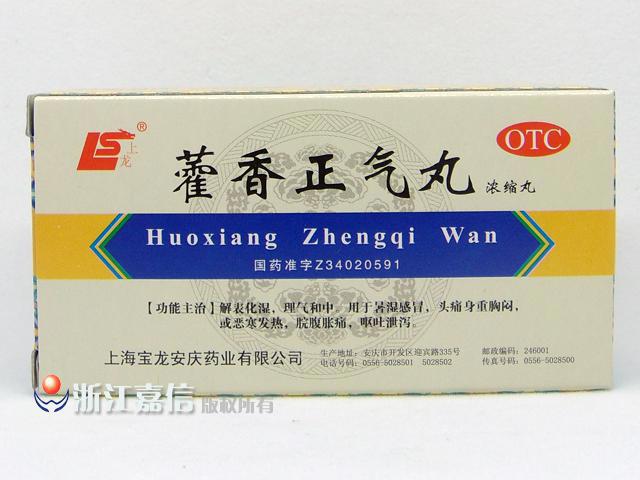 LS
上龙
®
OTC
藿香正气丸
浓缩丸
Huoxiang Zhengqi Wan
国药准字Z34020591
【功能主治】解表化湿，理气和中。用于暑湿感冒，头痛身重胸闷，
或恶寒发热，脘腹胀痛，呕吐泄泻。
上海宝龙安庆药业有限公司
生产地址：安庆市开发区迎宾路335号 邮政编码：246001
电话号码：0556-5028501 5028502 传真号码：0556-5028500
浙江嘉信 版权所有